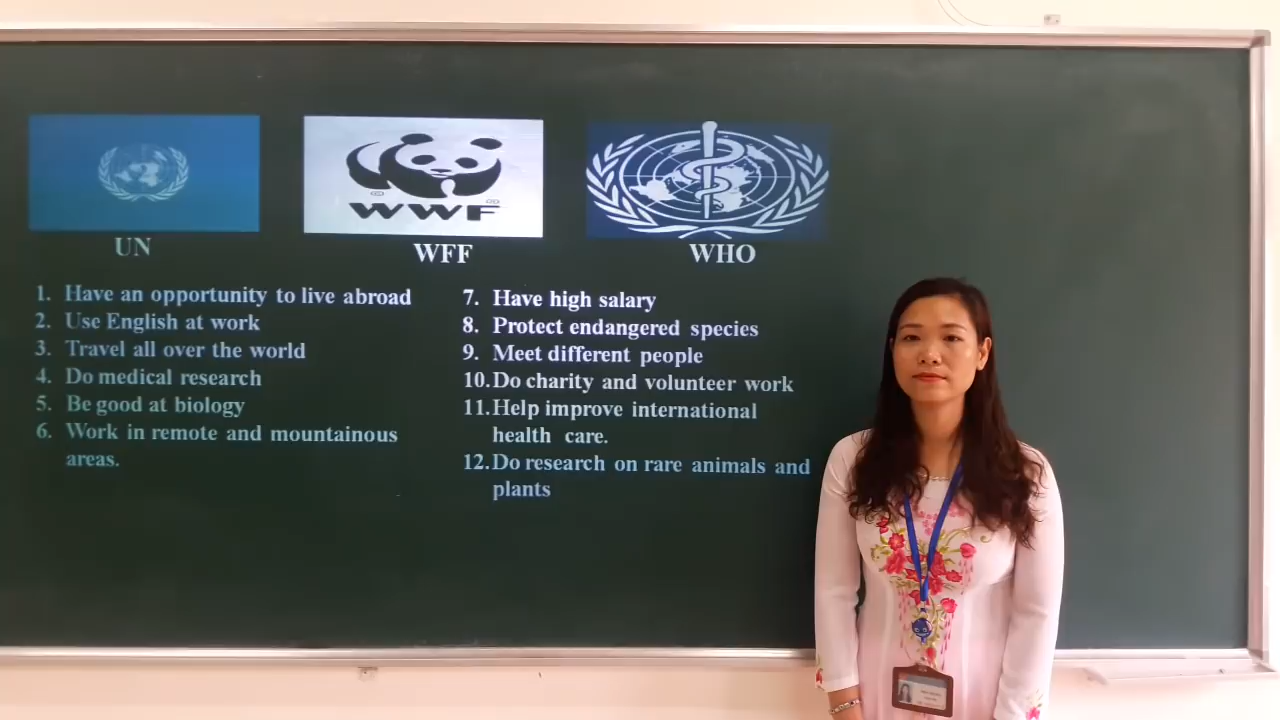 WWF
UN
WFF
WHO
1. Have an opportunity to live abroad
2. Use English at work
3. Travel all over the world
4. Do medical research
5. Be good at biology
6. Work in remote and mountainous
areas.
7. Have high salary
8. Protect endangered species
9. Meet different people
10. Do charity and volunteer work
11. Help improve international
health care.
12. Do research on rare animals and
plants